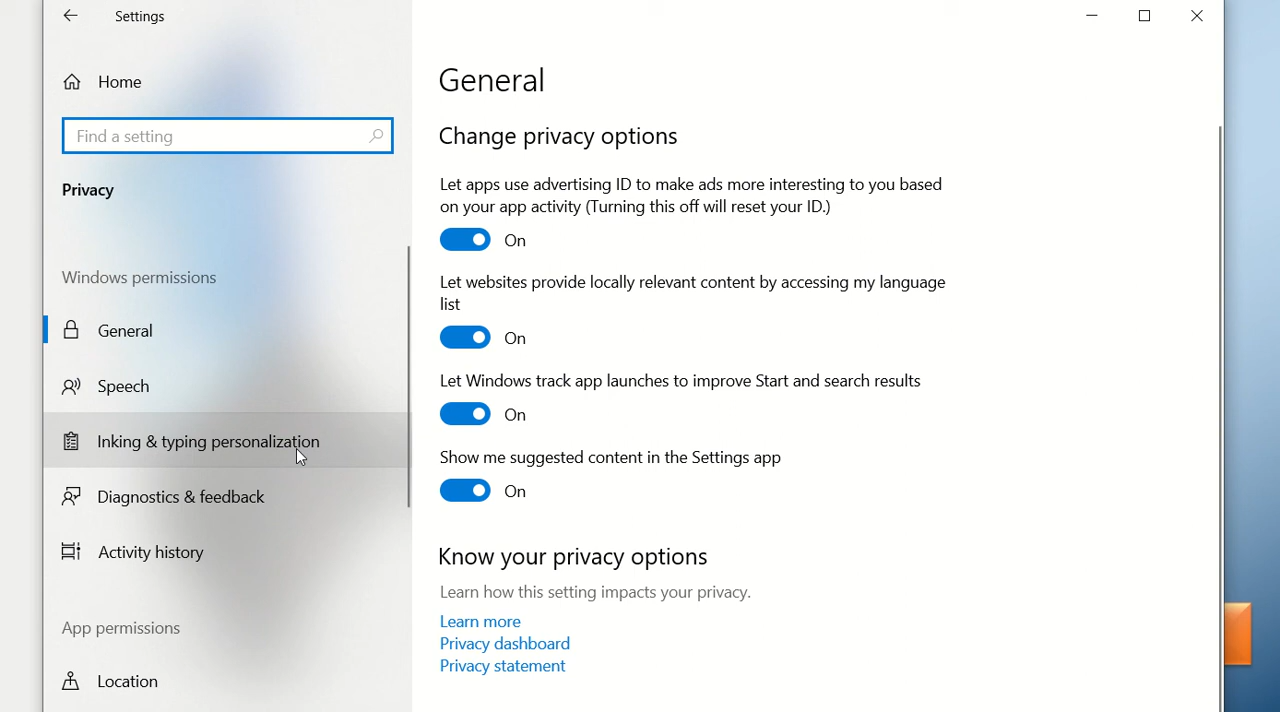 Settings
Home
Find a setting
Privacy
Windows permissions
General
Speech
Inking & typing personalization
Diagnostics & feedback
Activity history
App permissions
Location
General
Change privacy options
Let apps use advertising ID to make ads more interesting to you based
on your app activity (Turning this off will reset your ID.)
On
Let websites provide locally relevant content by accessing my language
list
On
Let Windows track app launches to improve Start and search results
On
Show me suggested content in the Settings app
On
Know your privacy options
Learn how this setting impacts your privacy.
Learn more
Privacy dashboard
Privacy statement